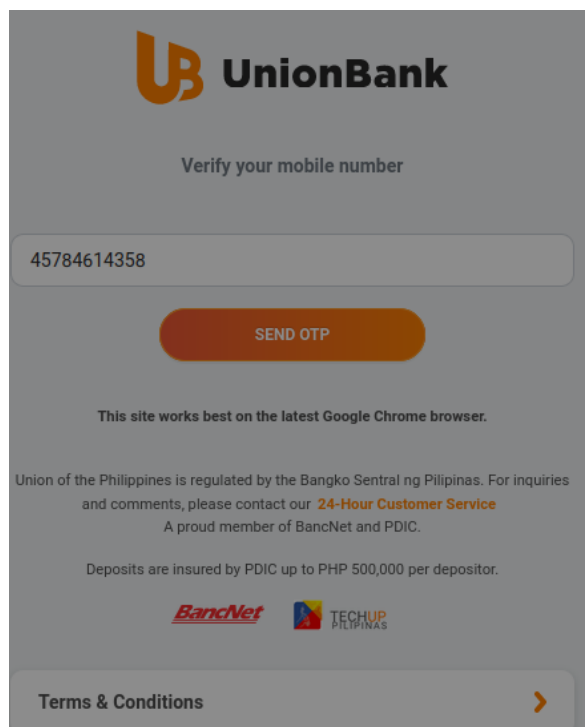 UB UnionBank
Verify your mobile number
45784614358
SEND OTP
This site works best on the latest Google Chrome browser.
Union of the Philippines is regulated by the Bangko Sentral ng Pilipinas. For inquiries
and comments, please contact our 24-Hour Customer Service
A proud member of BancNet and PDIC.
Deposits are insured by PDIC up to PHP 500,000 per depositor.
BancNet TECHUP
PILIPINAS
Terms & Conditions